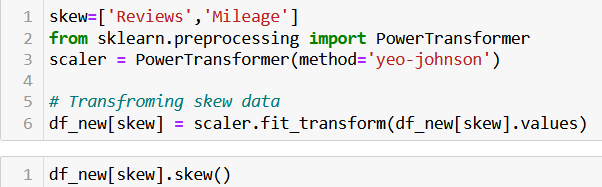 1 skew=['Reviews','Mileage']
2 from sklearn.preprocessing import PowerTransformer
3 scaler = PowerTransformer(method='yeo-johnson')
4
5 # Transfroming skew data
6 df_new[skew] = scaler.fit_transform(df_new[skew].values)
1 df_new[skew].skew()